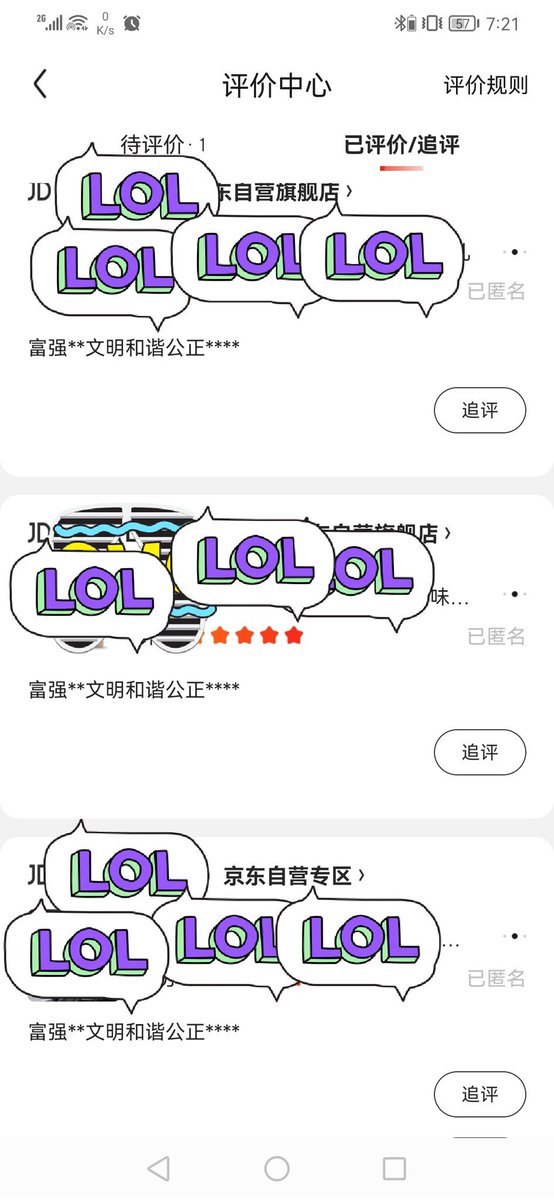 2G 0 K/s 57 7:21
评价中心 评价规则
待评价·1 已评价/追评
JD 东自营旗舰店
LOL
LOL LOL LOL
已匿名
富强**文明和谐公正****
追评
JD 东自营旗舰店
LOL LOL LOL
味...
已匿名
富强**文明和谐公正****
追评
JD 京东自营专区
LOL
LOL LOL LOL
...
已匿名
富强**文明和谐公正****
追评